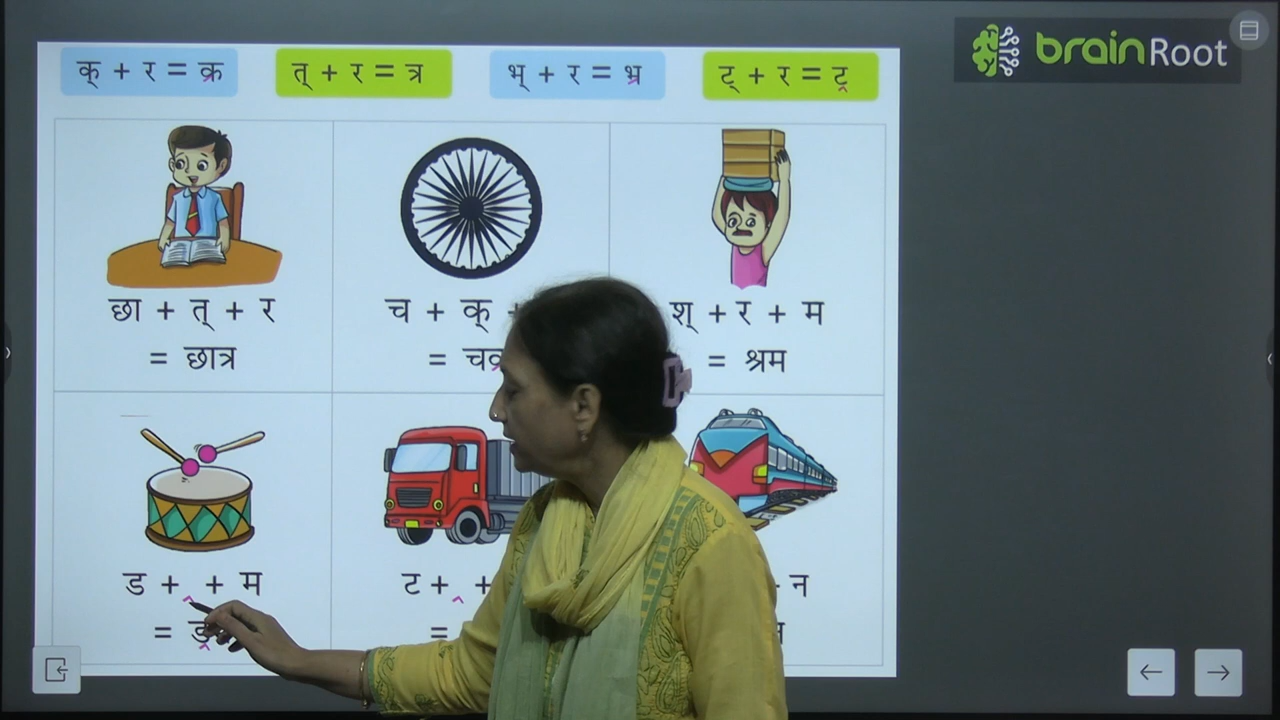 brainRoot
क् + र = क्र
त् + र = त्र
भ् + र = भ्र
ट् + र = ट्र
छा + त् + र
= छात्र
च + क् +
=
श् + र + म
= श्रम
ड + ् र + म
=
ट +
=
न